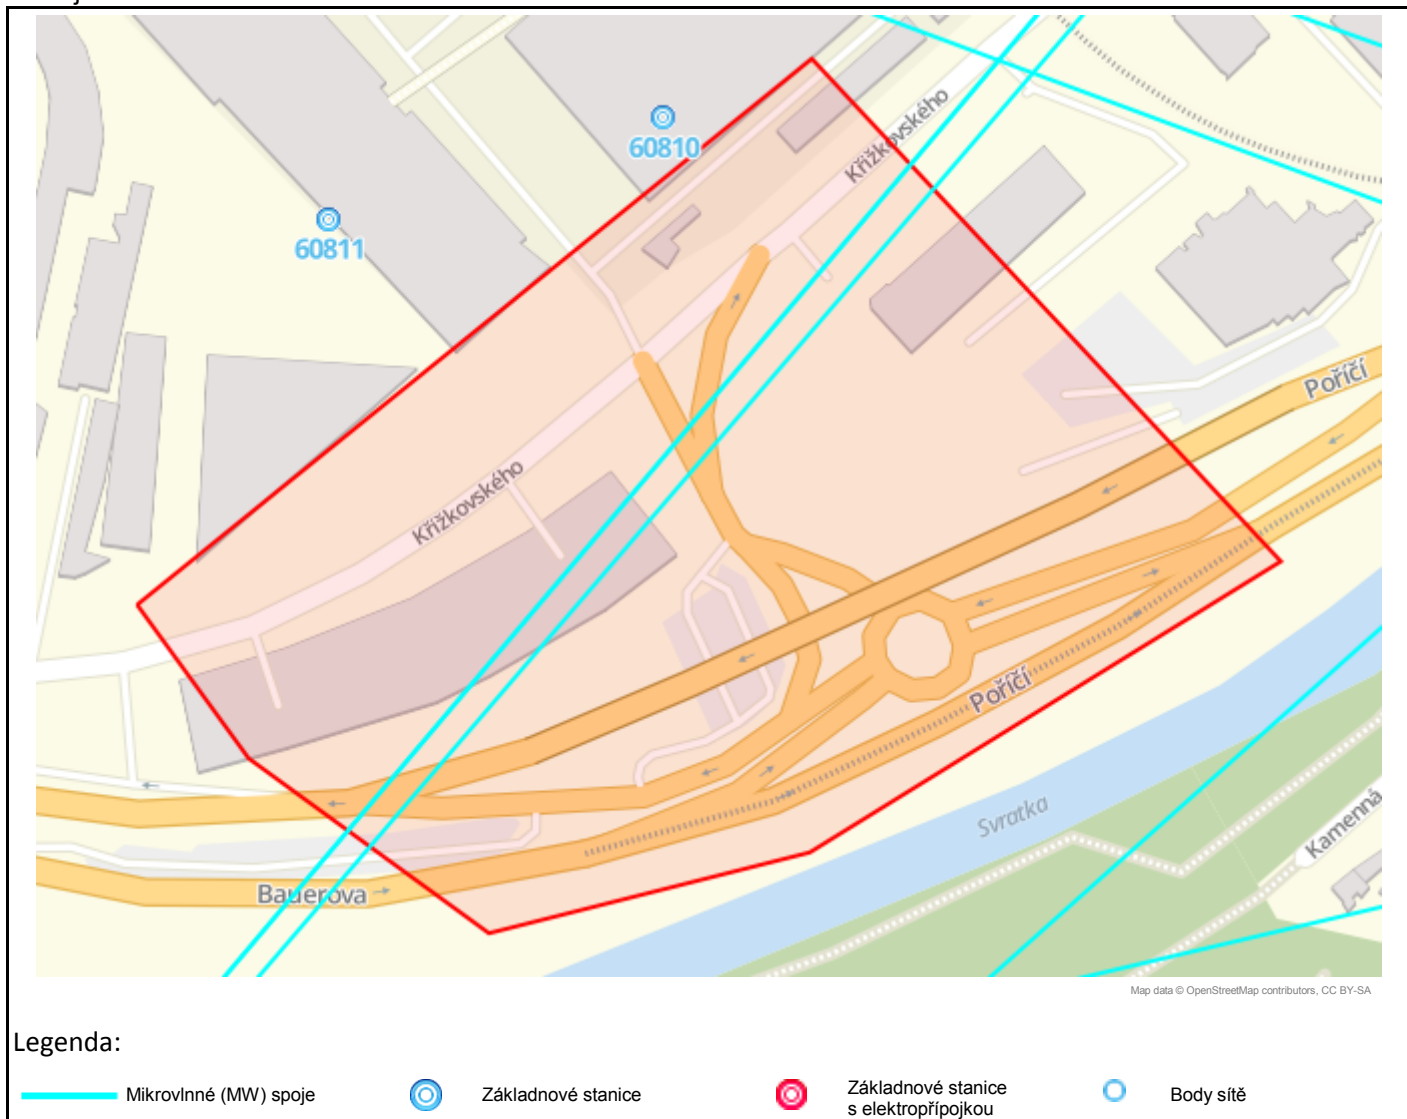 60810
60811
Křižkovského
Křižkovského
Poříčí
Poříčí
Svratka
Kamenná
Bauerova
Map data © OpenStreetMap contributors, CC BY-SA
Legenda:
Mikrovlnné (MW) spoje
Základnové stanice
Základnové stanice
s elektropřípojkou
Body sítě